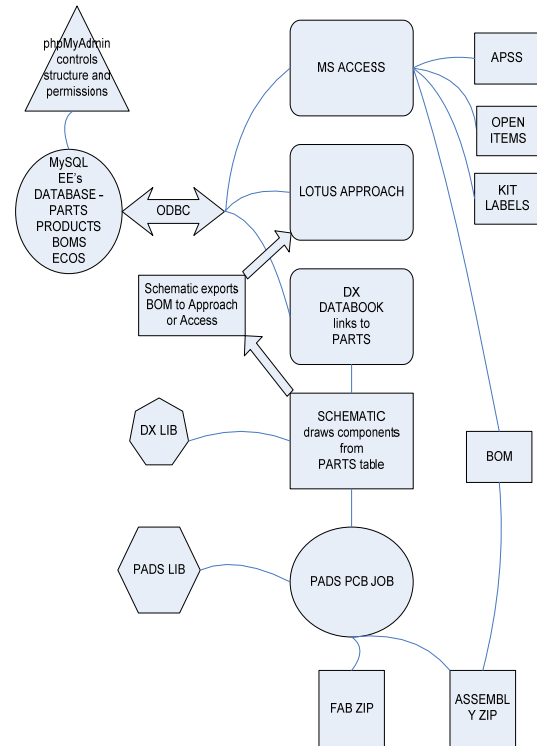 phpMyAdmin
controls
structure and
permissions
MS ACCESS
APSS
OPEN
ITEMS
KIT
LABELS
MySQL
EE's
DATABASE –
PARTS
PRODUCTS
BOMS
ECOS
ODBC
LOTUS APPROACH
Schematic exports
BOM to Approach
or Access
DX
DATABOOK
links to
PARTS
DX LIB
SCHEMATIC
draws components
from
PARTS table
BOM
PADS LIB
PADS PCB JOB
FAB ZIP
ASSEMBL
Y ZIP